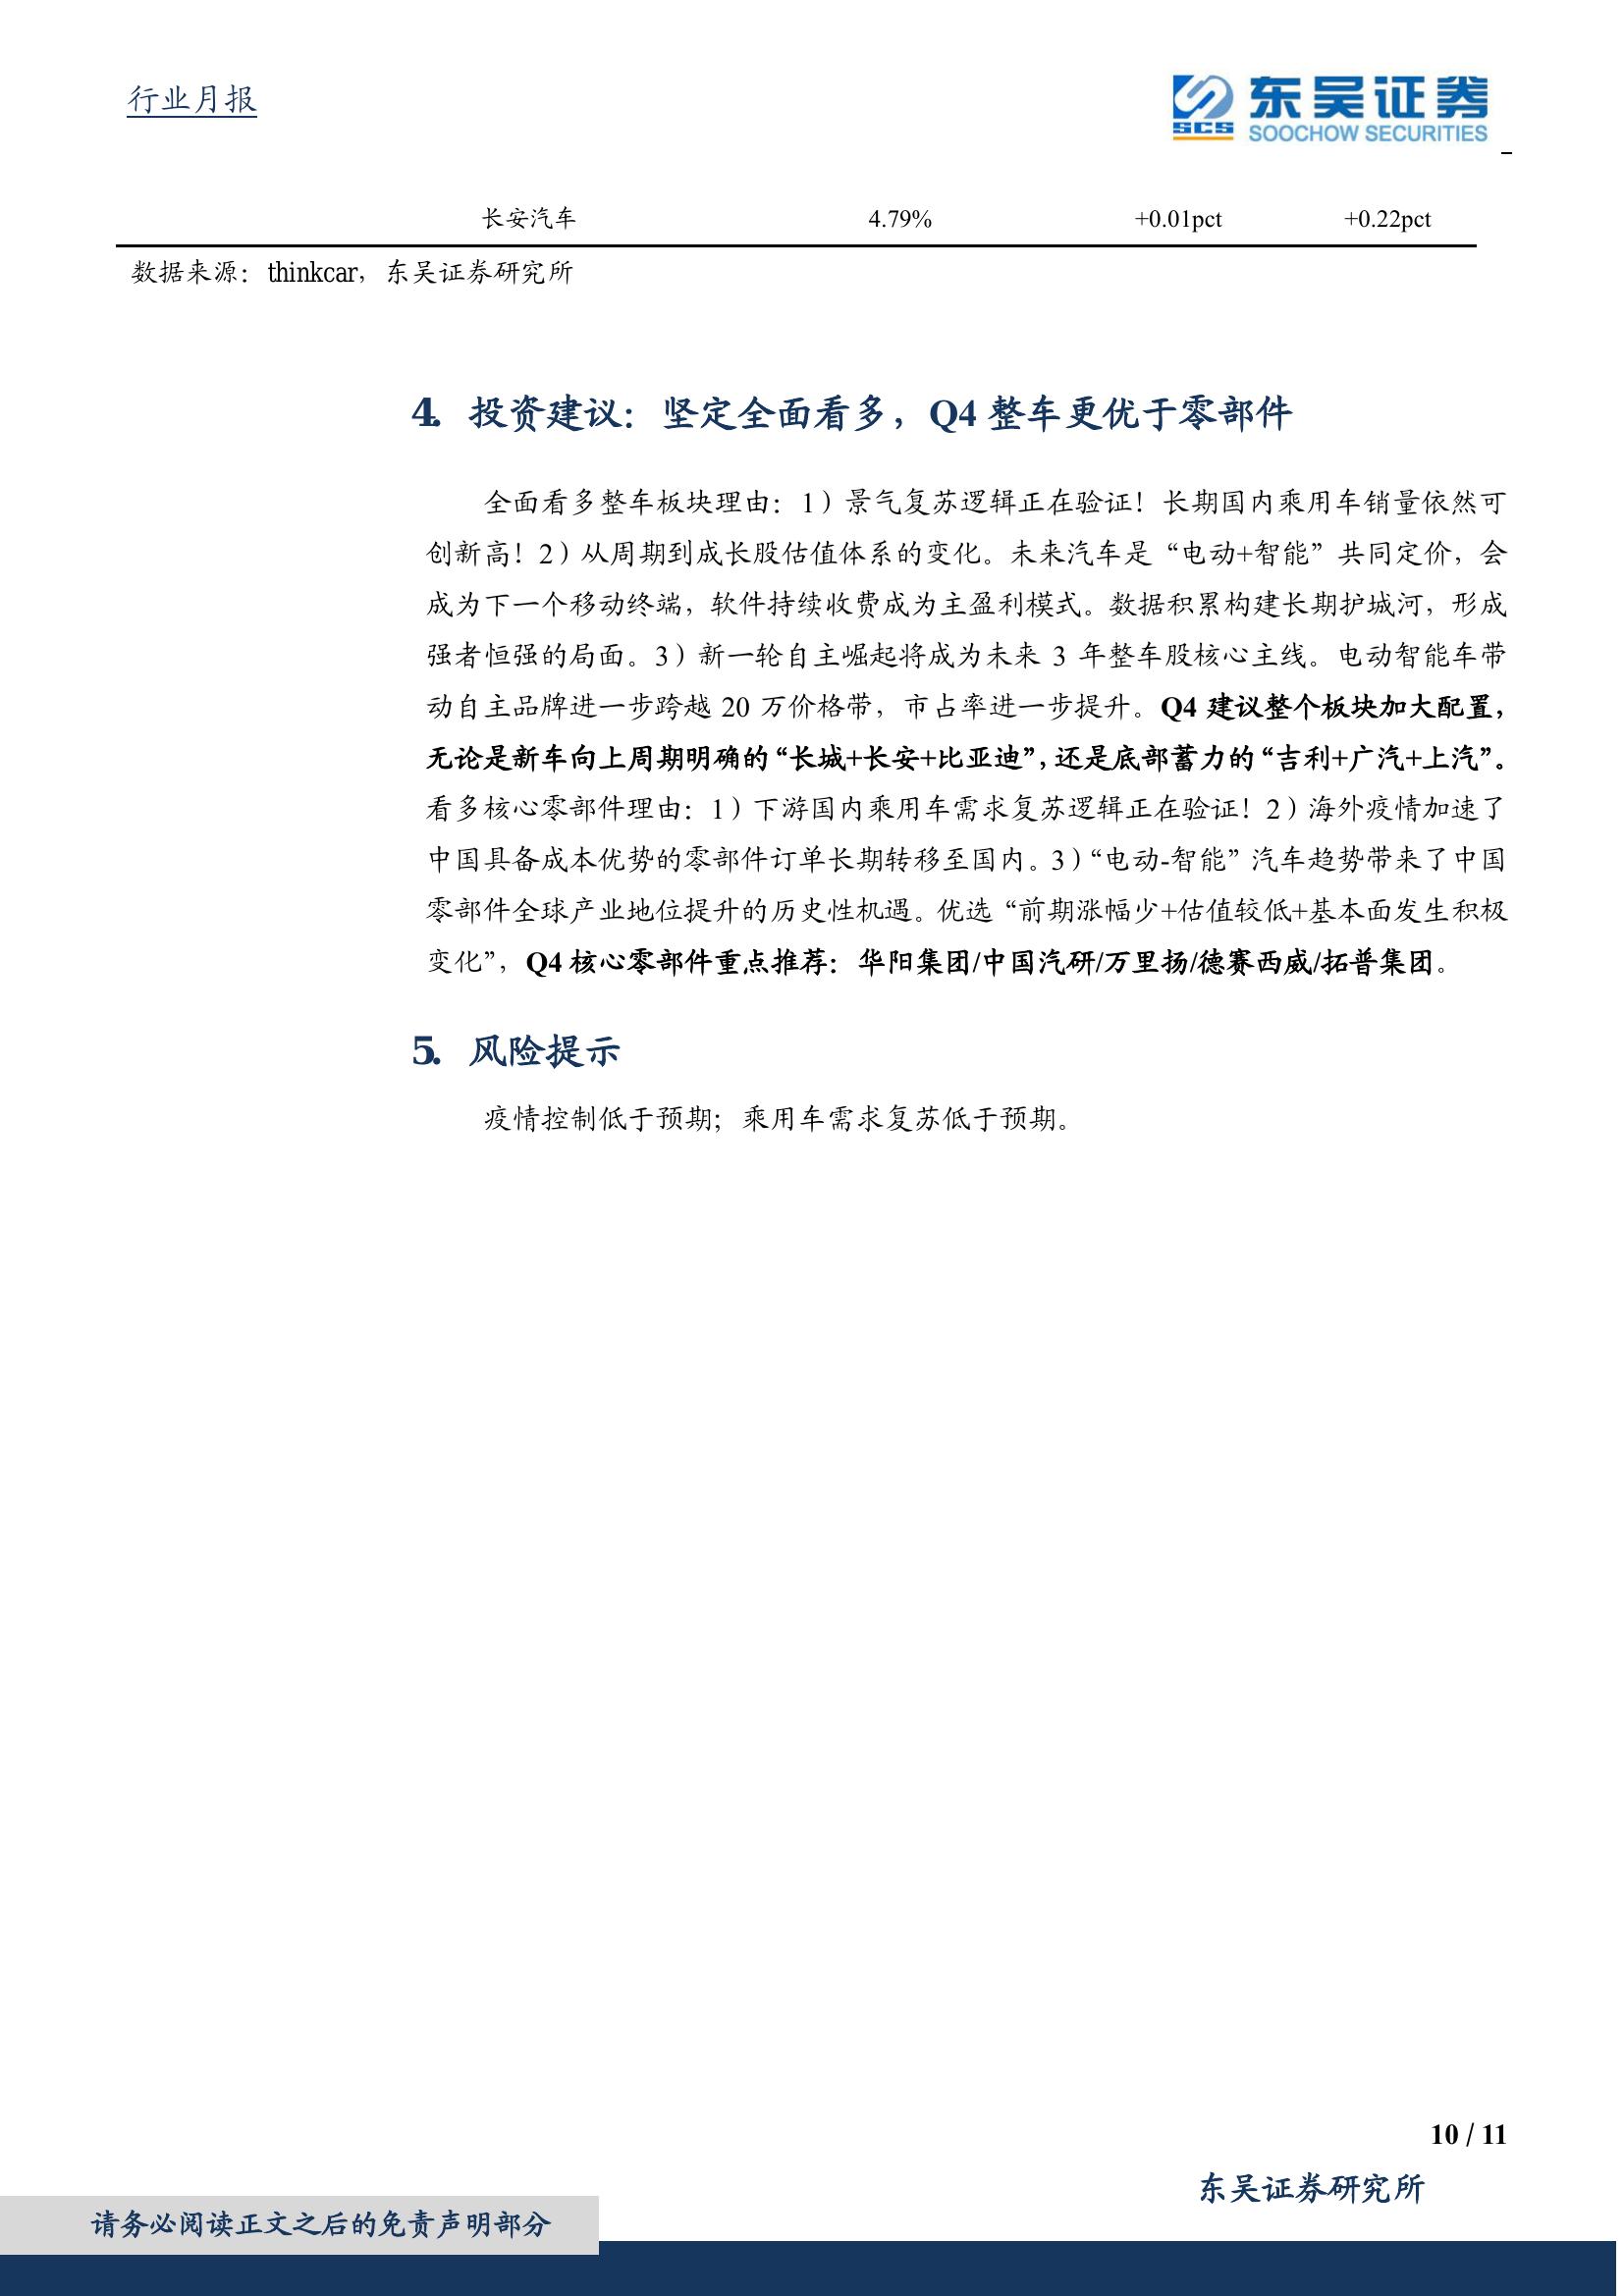 行业月报
东吴证券
SCS
SOOCHOW SECURITIES
长安汽车 4.79% +0.01pct +0.22pct
数据来源：thinkcar，东吴证券研究所
4. 投资建议：坚定全面看多，Q4 整车更优于零部件
全面看多整车板块理由：1）景气复苏逻辑正在验证！长期国内乘用车销量依然可
创新高！2）从周期到成长股估值体系的变化。未来汽车是“电动+智能”共同定价，会
成为下一个移动终端，软件持续收费成为主盈利模式。数据积累构建长期护城河，形成
强者恒强的局面。3）新一轮自主崛起将成为未来 3 年整车股核心主线。电动智能车带
动自主品牌进一步跨越 20 万价格带，市占率进一步提升。Q4 建议整个板块加大配置，
无论是新车向上周期明确的“长城+长安+比亚迪”，还是底部蓄力的“吉利+广汽+上汽”。
看多核心零部件理由：1）下游国内乘用车需求复苏逻辑正在验证！2）海外疫情加速了
中国具备成本优势的零部件订单长期转移至国内。3）“电动-智能”汽车趋势带来了中国
零部件全球产业地位提升的历史性机遇。优选“前期涨幅少+估值较低+基本面发生积极
变化”，Q4 核心零部件重点推荐：华阳集团/中国汽研/万里扬/德赛西威/拓普集团。
5. 风险提示
疫情控制低于预期；乘用车需求复苏低于预期。
10 / 11
东吴证券研究所
请务必阅读正文之后的免责声明部分